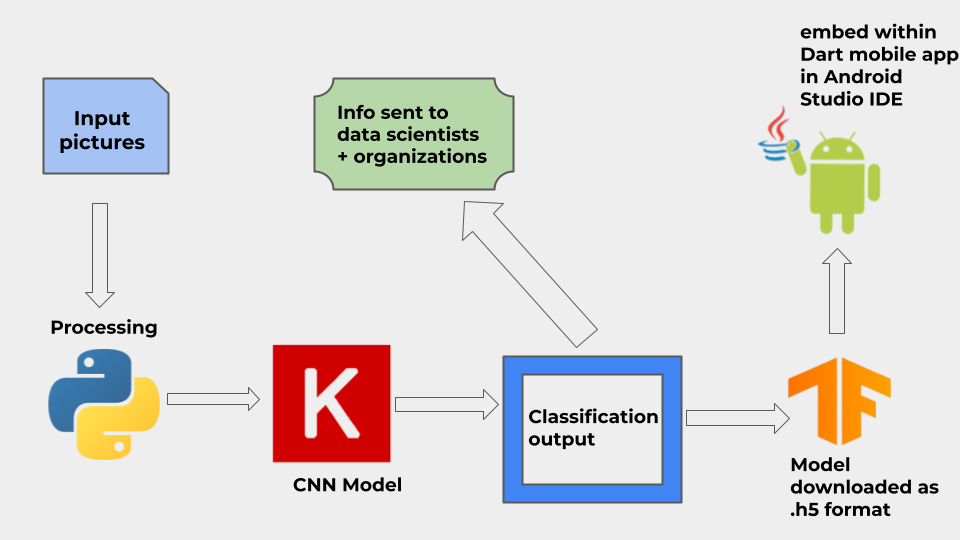 Input
pictures
Info sent to
data scientists
+ organizations
embed within
Dart mobile app
in Android
Studio IDE
Processing
K
CNN Model
Classification
output
Model
downloaded as
.h5 format